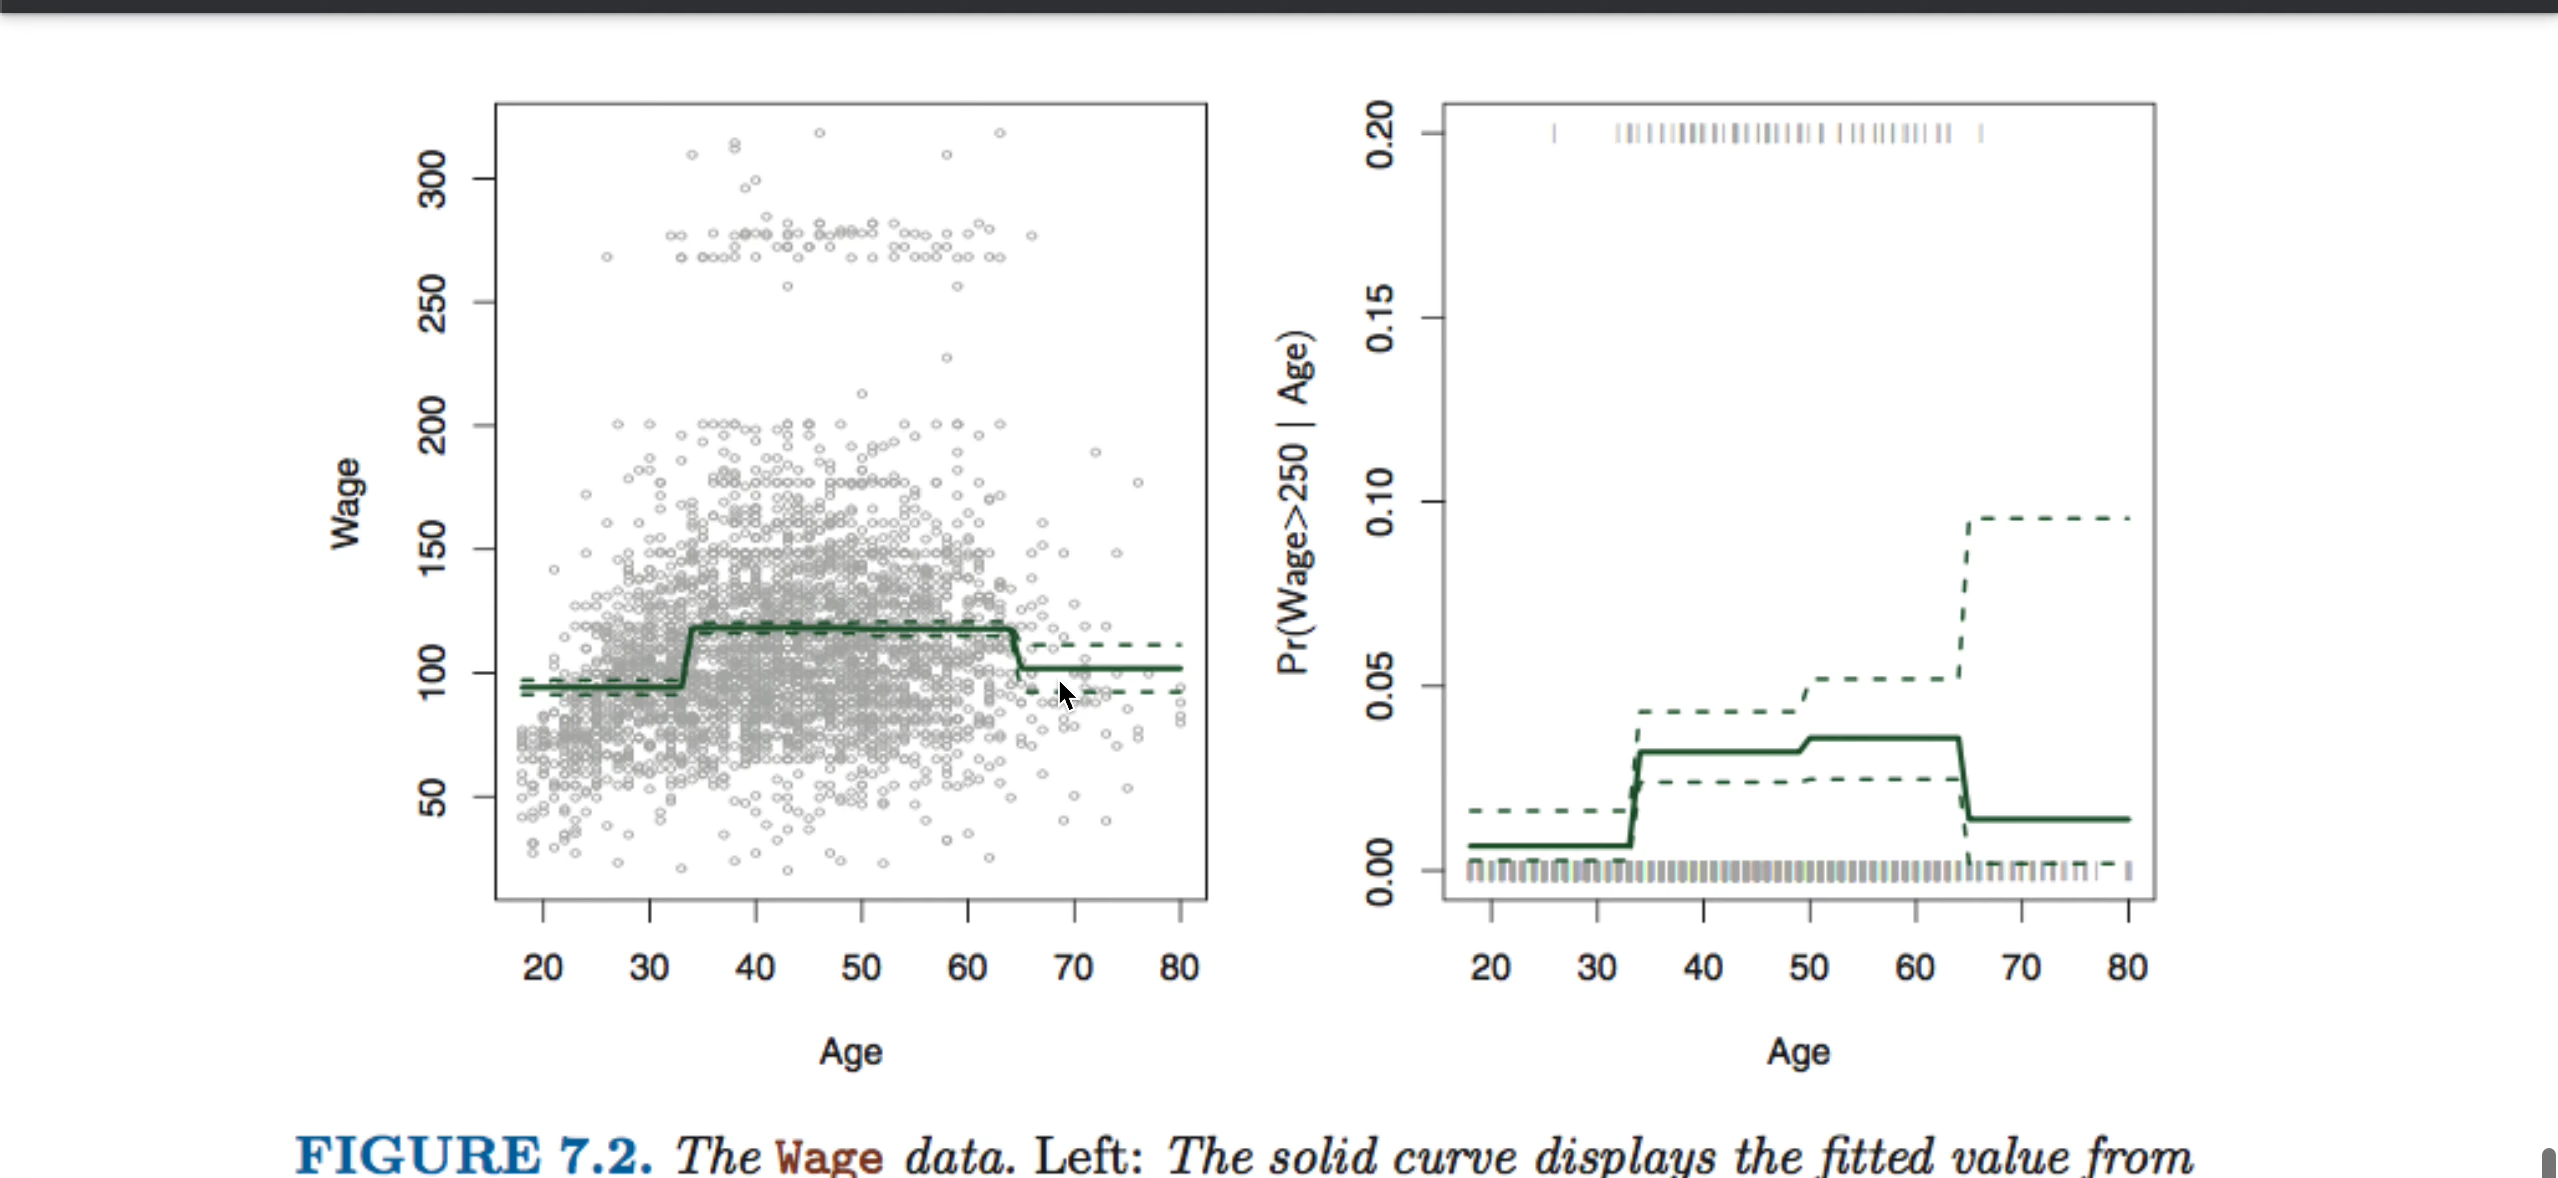 300
250
200
150
100
50
Wage
20 30 40 50 60 70 80
Age
0.20
0.15
0.10
0.05
0.00
Pr(Wage>250 | Age)
20 30 40 50 60 70 80
Age
FIGURE 7.2. The Wage data. Left: The solid curve displays the fitted value from